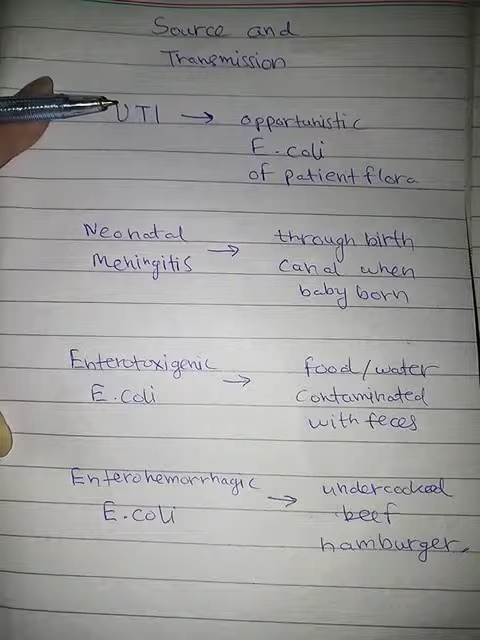 Source and
Transmission
UTI → opportunistic
E.coli
of patient flora
Neonatal → through birth
Meningitis canal when
baby born
Enterotoxigenic → food/water
E.coli contaminated
with feces
Enterohemorrhagic → undercooked
E.coli beef
hamburger.